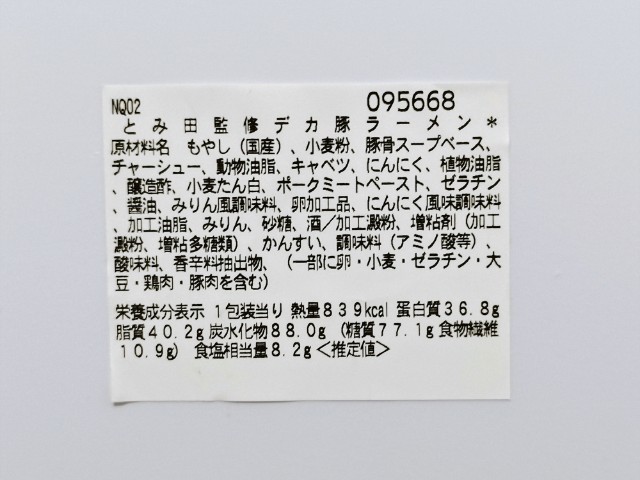 NQ02 095668
とみ田監修デカ豚ラーメン＊
原材料名 もやし（国産）、小麦粉、豚骨スープベース、
チャーシュー、動物油脂、キャベツ、にんにく、植物油脂
、醸造酢、小麦たん白、ポークミートペースト、ゼラチン
、醤油、みりん風調味料、卵加工品、にんにく風味調味料
、加工油脂、みりん、砂糖、酒／加工澱粉、増粘剤（加工
澱粉、増粘多糖類）、かんすい、調味料（アミノ酸等）、
酸味料、香辛料抽出物、（一部に卵・小麦・ゼラチン・大
豆・鶏肉・豚肉を含む）
栄養成分表示 １包装当り 熱量８３９kcal 蛋白質３６.８g
脂質４０.２g炭水化物８８.０g（糖質７７.１g食物繊維
１０.９g） 食塩相当量８.２g＜推定値＞